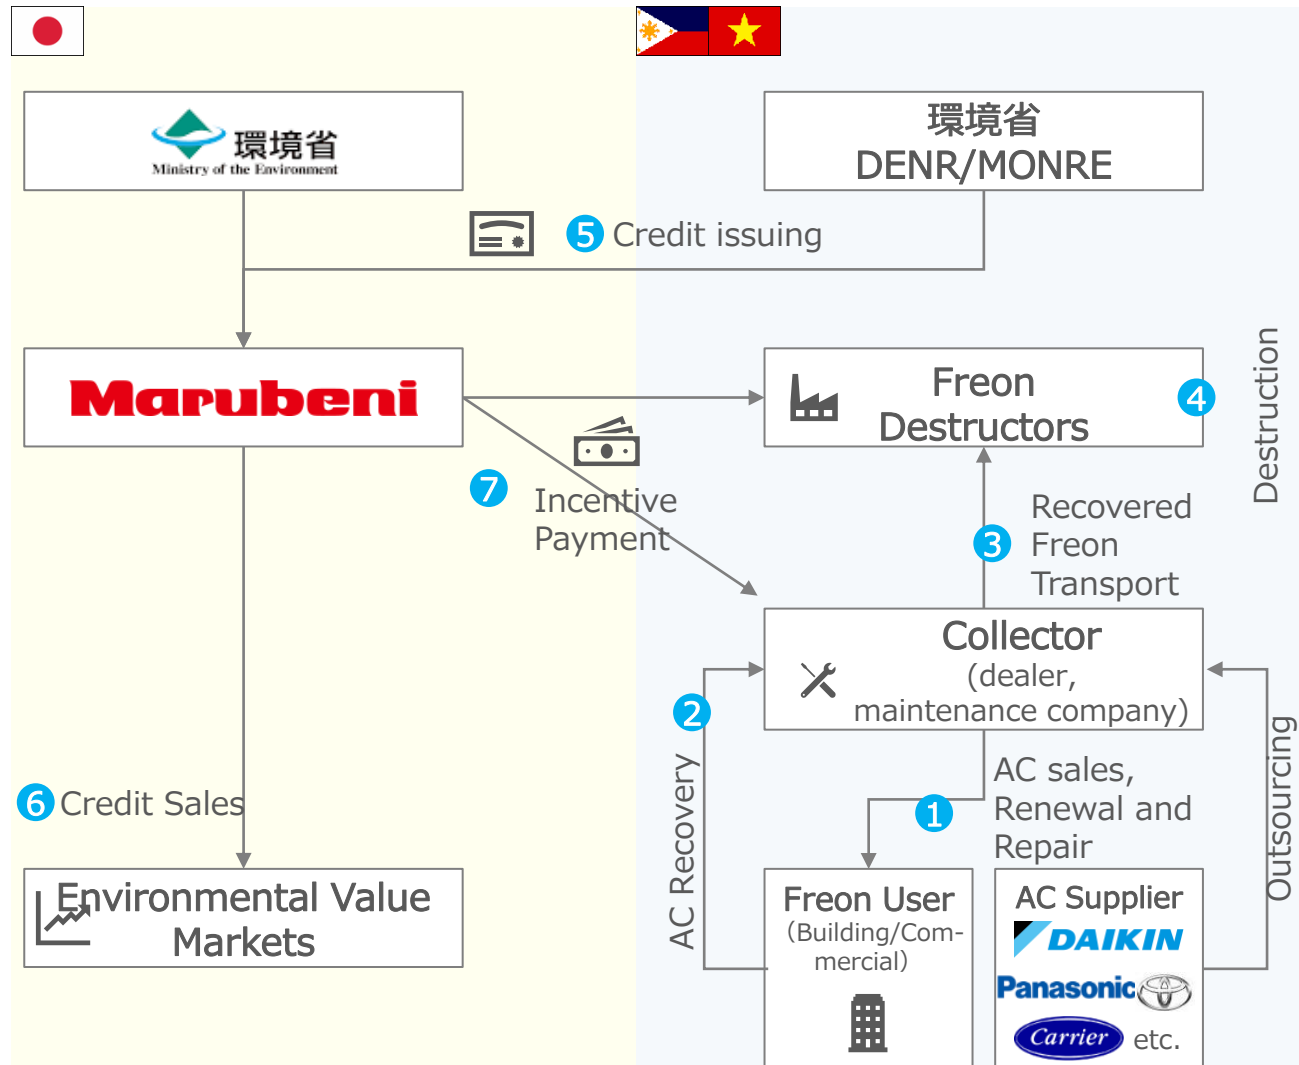 環境省
Ministry of the Environment
環境省
DENR/MONRE
5 Credit issuing
Marubeni
Freon
Destructors
4
Destruction
7
Incentive
Payment
3
Recovered
Freon
Transport
Collector
(dealer,
maintenance company)
2
AC Recovery
1
AC sales,
Renewal and
Repair
Outsourcing
6 Credit Sales
Environmental Value
Markets
Freon User
(Building/Com-
mercial)
AC Supplier
DAIKIN
Panasonic
Carrier etc.